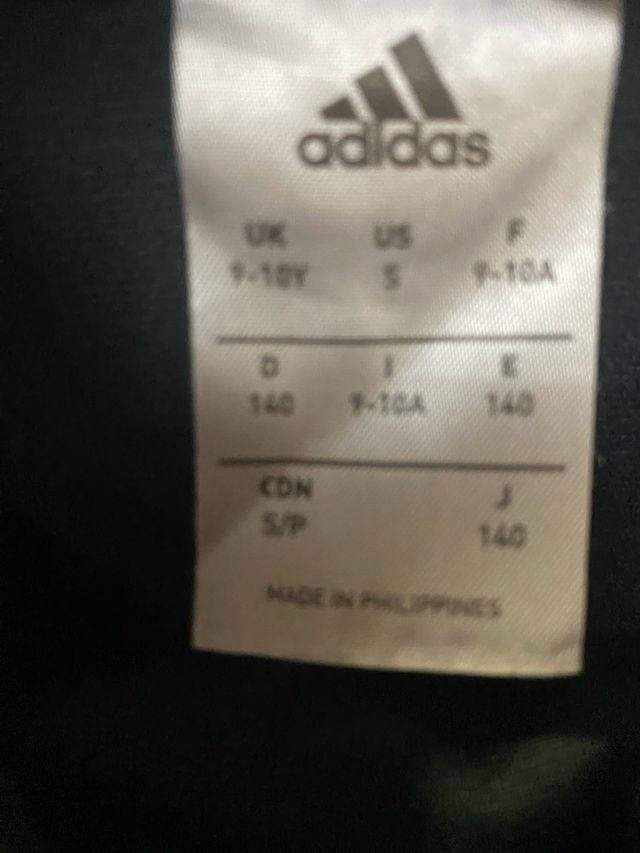 adidas
UK US F
9-10Y S 9-10A
D I E
140 9-10A 140
CDN J
S/P 140
MADE IN PHILIPPINES